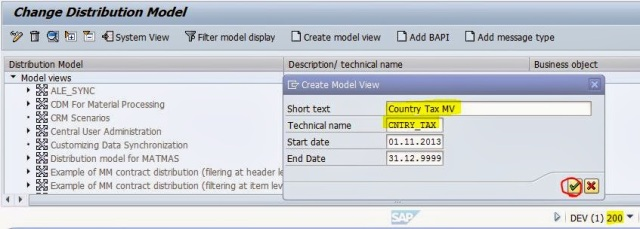 Change Distribution Model
System View Filter model display Create model view Add BAPI Add message type
Distribution Model Description/ technical name Business object
Model views
ALE_SYNC
CDM For Material Processing
CRM Scenarios
Central User Administration
Customizing Data Synchronization
Distribution model for MATMAS
Example of MM contract distribution (filering at header le
Example of MM contract distribution (filtering at item lev
Create Model View
Short text Country Tax MV
Technical name CNTRY_TAX
Start date 01.11.2013
End Date 31.12.9999
SAP DEV (1) 200